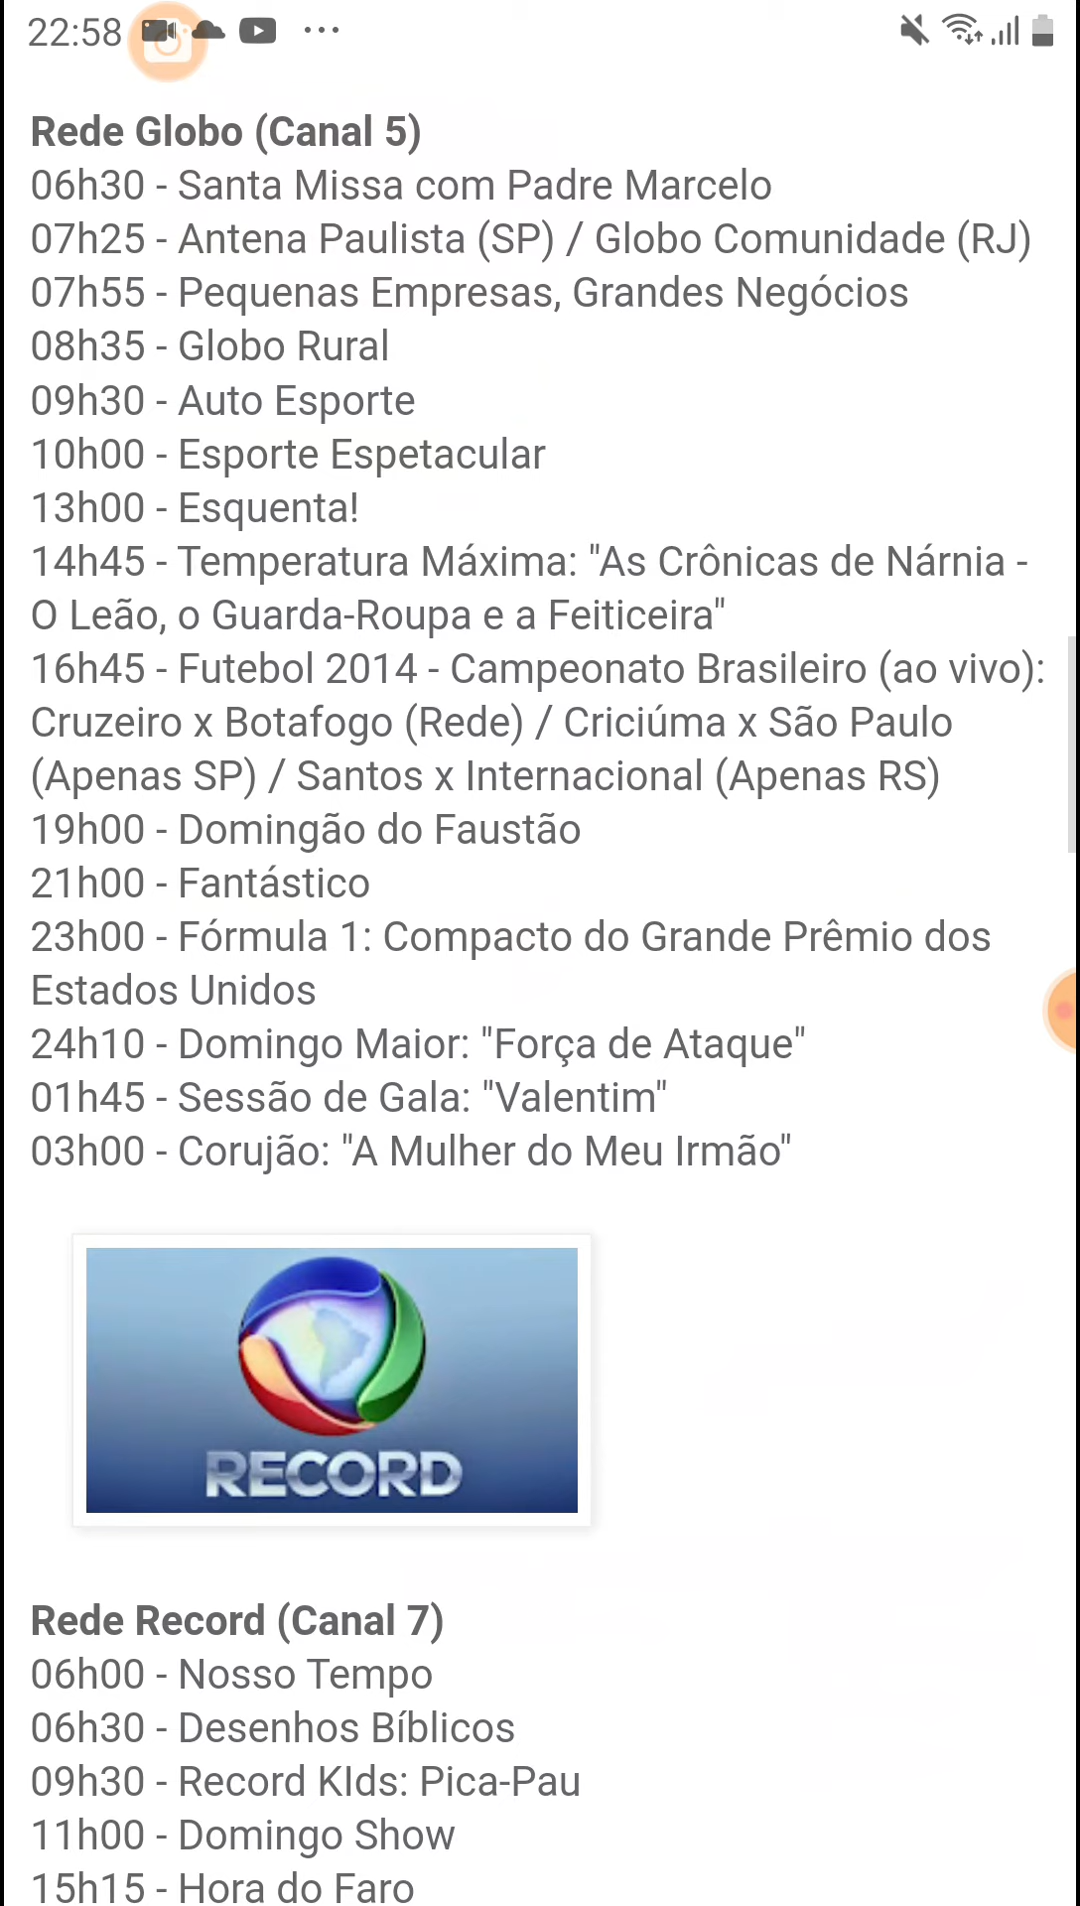 22:58
Rede Globo (Canal 5)
06h30 - Santa Missa com Padre Marcelo
07h25 - Antena Paulista (SP) / Globo Comunidade (RJ)
07h55 - Pequenas Empresas, Grandes Negócios
08h35 - Globo Rural
09h30 - Auto Esporte
10h00 - Esporte Espetacular
13h00 - Esquenta!
14h45 - Temperatura Máxima: "As Crônicas de Nárnia -
O Leão, o Guarda-Roupa e a Feiticeira"
16h45 - Futebol 2014 - Campeonato Brasileiro (ao vivo):
Cruzeiro x Botafogo (Rede) / Criciúma x São Paulo
(Apenas SP) / Santos x Internacional (Apenas RS)
19h00 - Domingão do Faustão
21h00 - Fantástico
23h00 - Fórmula 1: Compacto do Grande Prêmio dos
Estados Unidos
24h10 - Domingo Maior: "Força de Ataque"
01h45 - Sessão de Gala: "Valentim"
03h00 - Corujão: "A Mulher do Meu Irmão"
RECORD
Rede Record (Canal 7)
06h00 - Nosso Tempo
06h30 - Desenhos Bíblicos
09h30 - Record KIds: Pica-Pau
11h00 - Domingo Show
15h15 - Hora do Faro